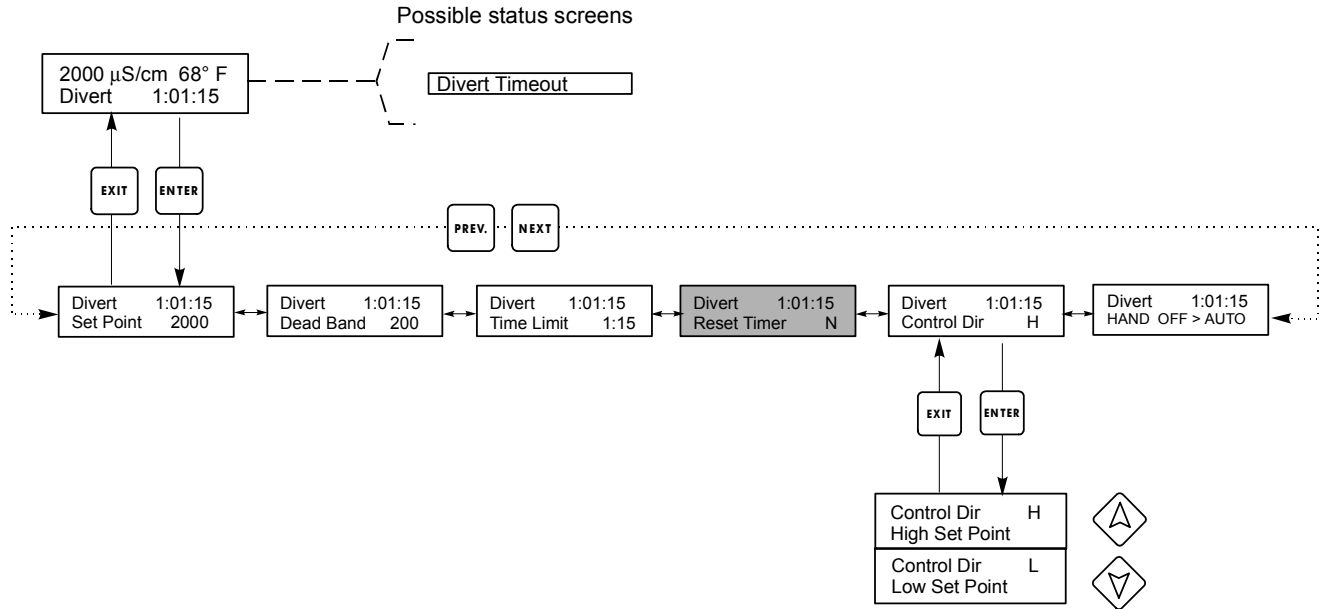 Possible status screens
2000 µS/cm 68° F
Divert 1:01:15
Divert Timeout
EXIT
ENTER
PREV.
NEXT
Divert 1:01:15
Set Point 2000
Divert 1:01:15
Dead Band 200
Divert 1:01:15
Time Limit 1:15
Divert 1:01:15
Reset Timer N
Divert 1:01:15
Control Dir H
Divert 1:01:15
HAND OFF > AUTO
EXIT
ENTER
Control Dir H
High Set Point
Control Dir L
Low Set Point